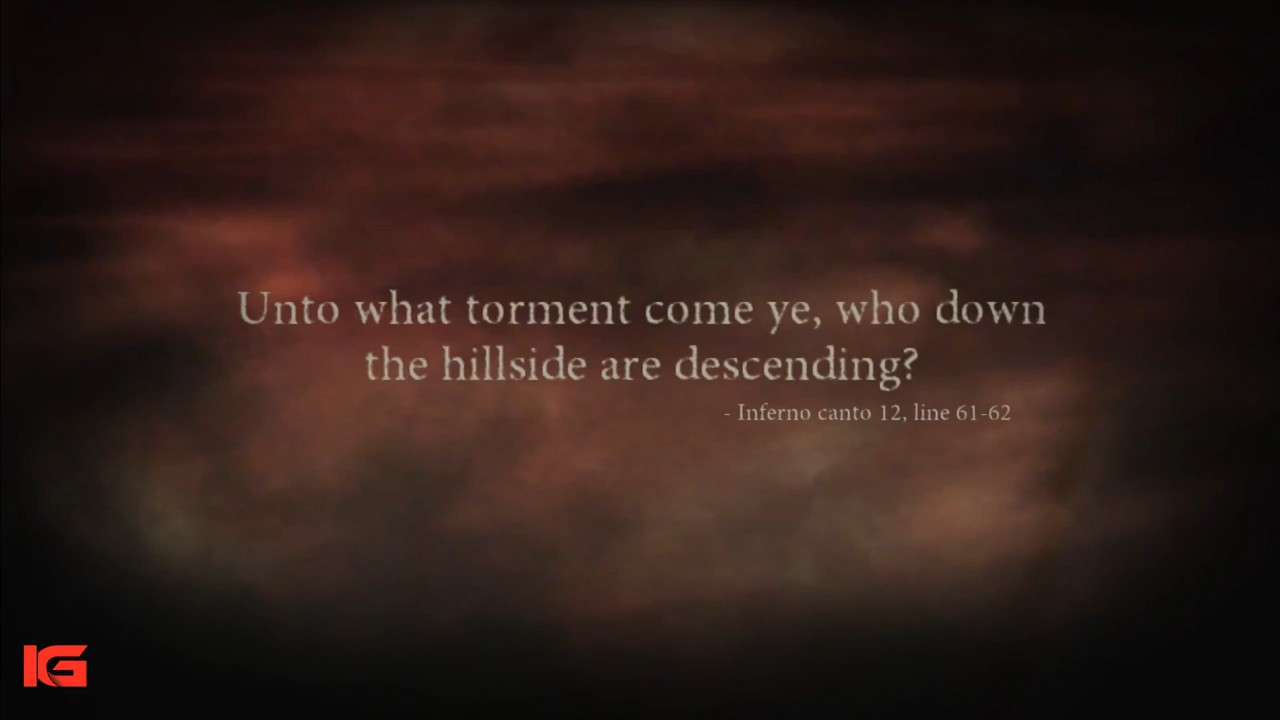 Unto what torment come ye, who down
the hillside are descending?
- Inferno canto 12, line 61-62
IG